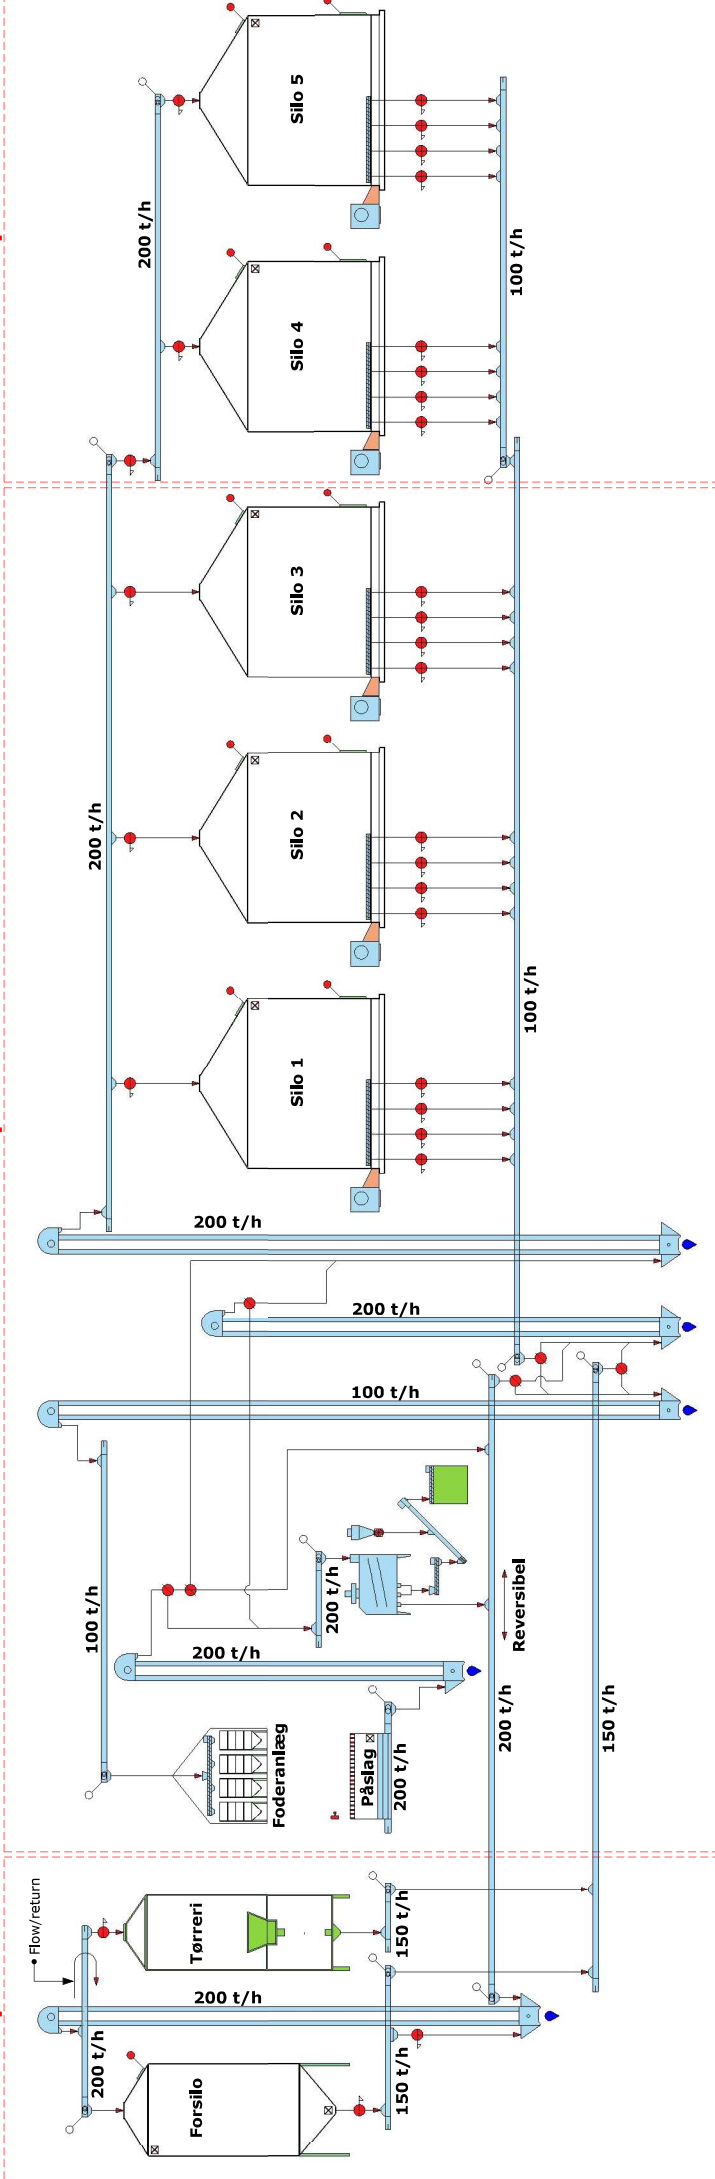 Silo 5
200 t/h
100 t/h
Silo 4
Silo 3
200 t/h
Silo 2
100 t/h
Silo 1
200 t/h
200 t/h
100 t/h
100 t/h
200 t/h
Reversibel
200 t/h
Foderanlæg
Påslag
200 t/h
200 t/h
150 t/h
Flow/return
Tørreri
150 t/h
200 t/h
200 t/h
Forsilo
150 t/h